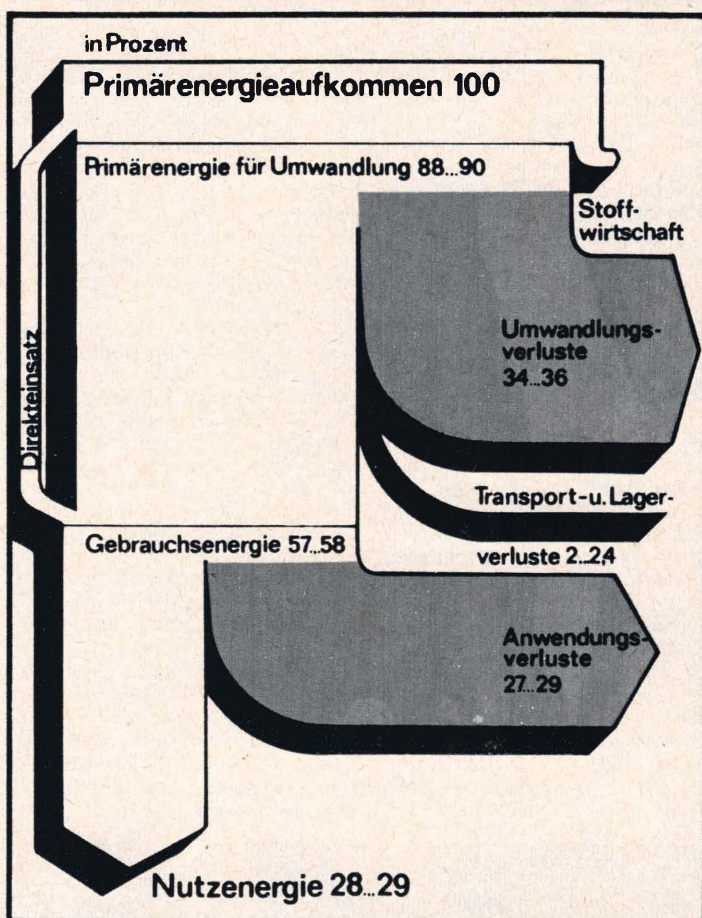 in Prozent
Primärenergieaufkommen 100
Primärenergie für Umwandlung 88...90
Stoff-
wirtschaft
Umwandlungs-
verluste
34...36
Direkteinsatz
Transport-u. Lager-
verluste 2...2,4
Gebrauchsenergie 57...58
Anwendungs-
verluste
27...29
Nutzenergie 28...29